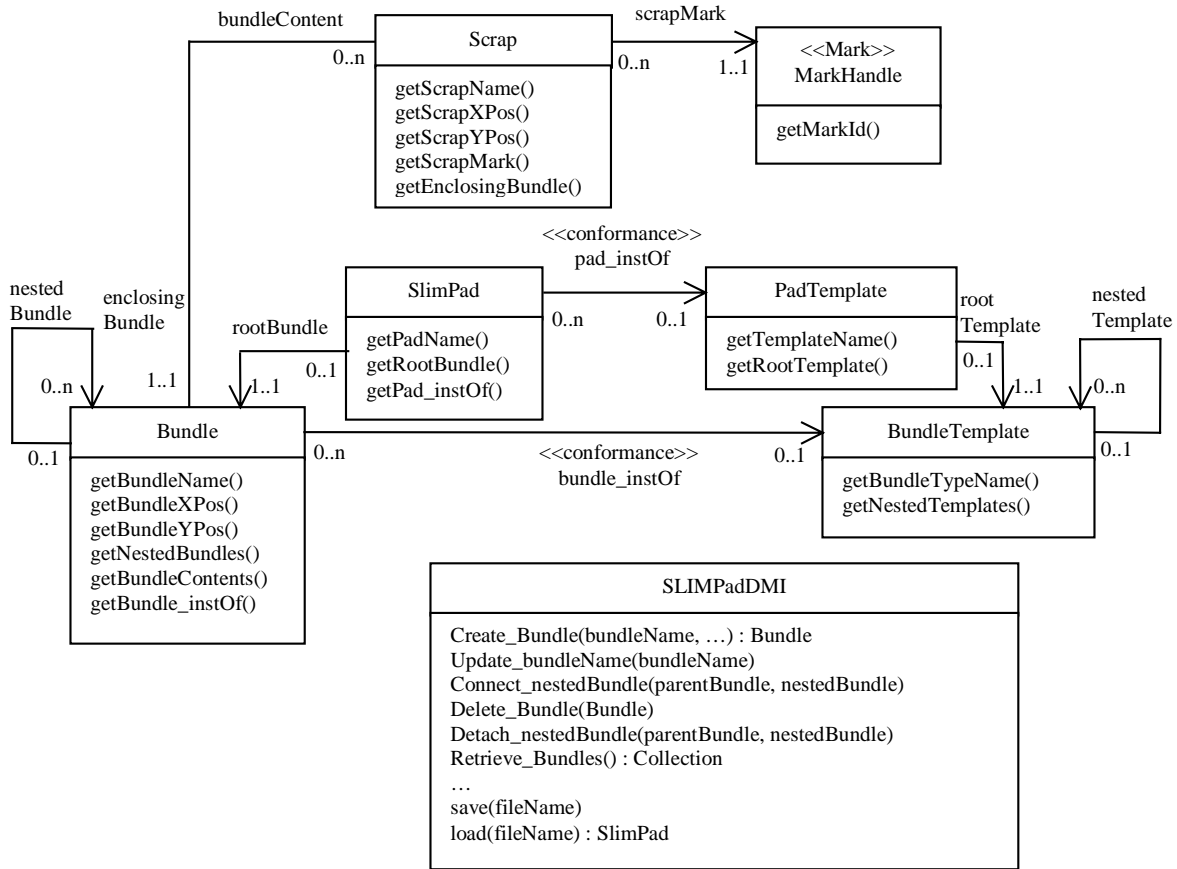 bundleContent
scrapMark
Scrap
0..n
0..n
1..1
getScrapName()
getScrapXPos()
getScrapYPos()
getScrapMark()
getEnclosingBundle()
<<Mark>>
MarkHandle
getMarkId()
<<conformance>>
pad_instOf
nested
Bundle
enclosing
Bundle
rootBundle
SlimPad
0..n
0..1
PadTemplate
root
Template
nested
Template
getPadName()
getRootBundle()
getPad_instOf()
getTemplateName()
getRootTemplate()
0..n
1..1
1..1
0..1
0..1
1..1
0..n
Bundle
0..1
0..n
<<conformance>>
bundle_instOf
0..1
BundleTemplate
0..1
getBundleName()
getBundleXPos()
getBundleYPos()
getNestedBundles()
getBundleContents()
getBundle_instOf()
getBundleTypeName()
getNestedTemplates()
SLIMPadDMI
Create_Bundle(bundleName, …) : Bundle
Update_bundleName(bundleName)
Connect_nestedBundle(parentBundle, nestedBundle)
Delete_Bundle(Bundle)
Detach_nestedBundle(parentBundle, nestedBundle)
Retrieve_Bundles() : Collection
…
save(fileName)
load(fileName) : SlimPad